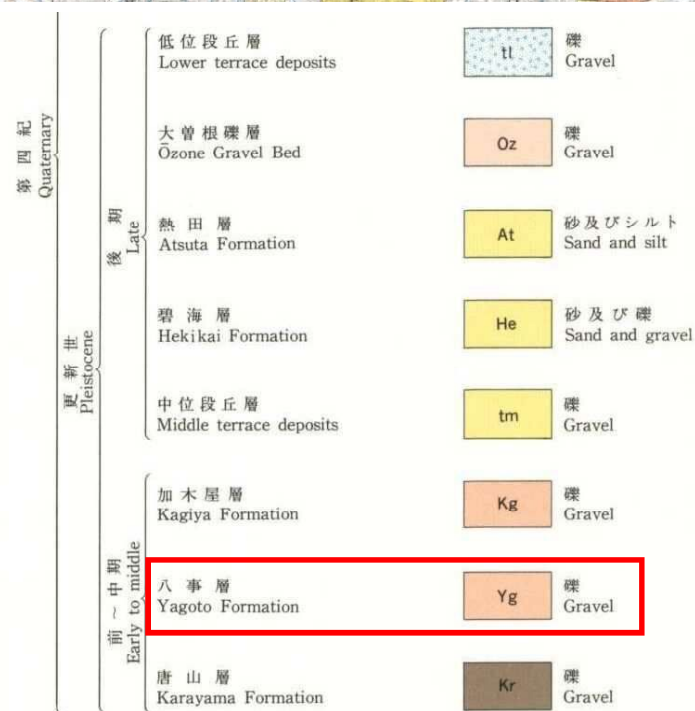 第四紀
Quaternary
更新世
Pleistocene
後期
Late
低位段丘層
Lower terrace deposits
tl
礫
Gravel
大曽根礫層
Ōzone Gravel Bed
Oz
礫
Gravel
熱田層
Atsuta Formation
At
砂及びシルト
Sand and silt
碧海層
Hekikai Formation
He
砂及び礫
Sand and gravel
中位段丘層
Middle terrace deposits
tm
礫
Gravel
前～中期
Early to middle
加木屋層
Kagiya Formation
Kg
礫
Gravel
八事層
Yagoto Formation
Yg
礫
Gravel
唐山層
Karayama Formation
Kr
礫
Gravel